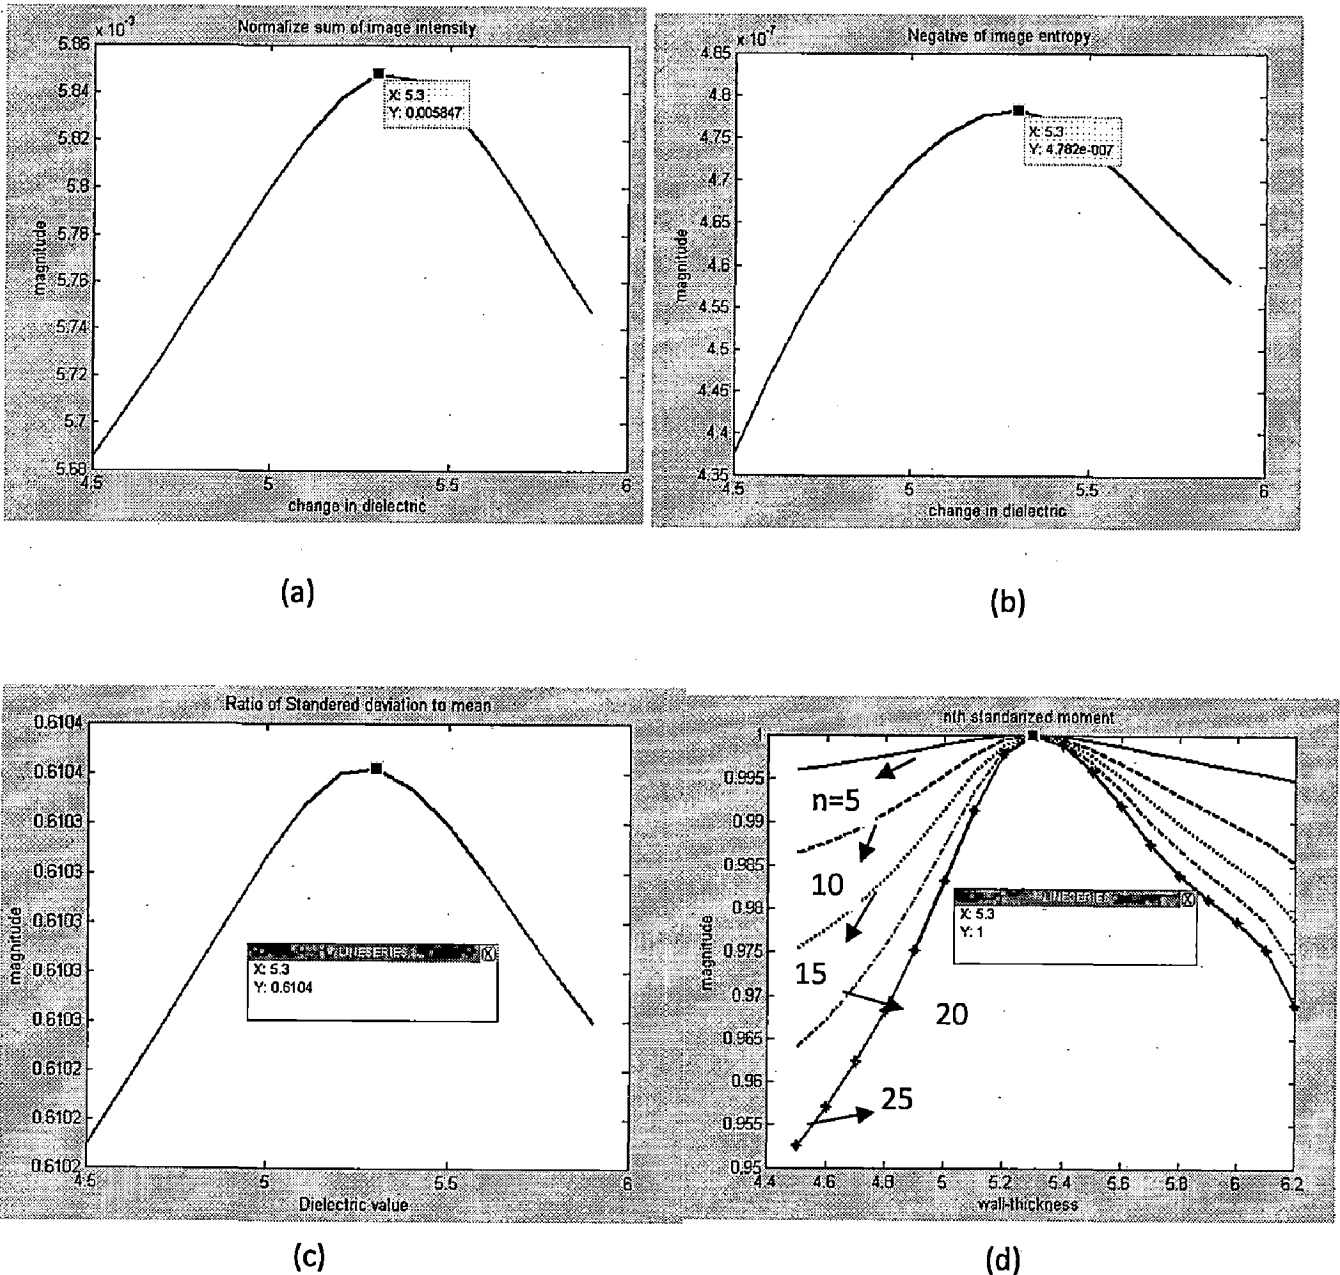 Normalize sum of image intensity
x 10^-3
5.86
5.84
5.82
5.8
5.78
5.76
5.74
5.72
5.7
5.68
magnitude
X: 5.3
Y: 0.005847
4.5
5
5.5
6
change in dielectric
(a)
Negative of image entropy
x 10^-7
4.85
4.8
4.75
4.7
4.65
4.6
4.55
4.5
4.45
4.4
4.35
magnitude
X: 5.3
Y: 4.782e-007
4.5
5
5.5
6
change in dielectric
(b)
Ratio of Standered deviation to mean
0.6104
0.6104
0.6103
0.6103
0.6103
0.6103
0.6103
0.6102
0.6102
0.6102
magnitude
LINESERIES
X: 5.3
Y: 0.6104
4.5
5
5.5
6
Dielectric value
(c)
nth standarized moment
1
0.995
0.99
0.985
0.98
0.975
0.97
0.965
0.96
0.955
0.95
magnitude
n=5
10
15
20
25
LINESERIES
X: 5.3
Y: 1
4.4
4.6
4.8
5
5.2
5.4
5.6
5.8
6
6.2
wall-thickness
(d)